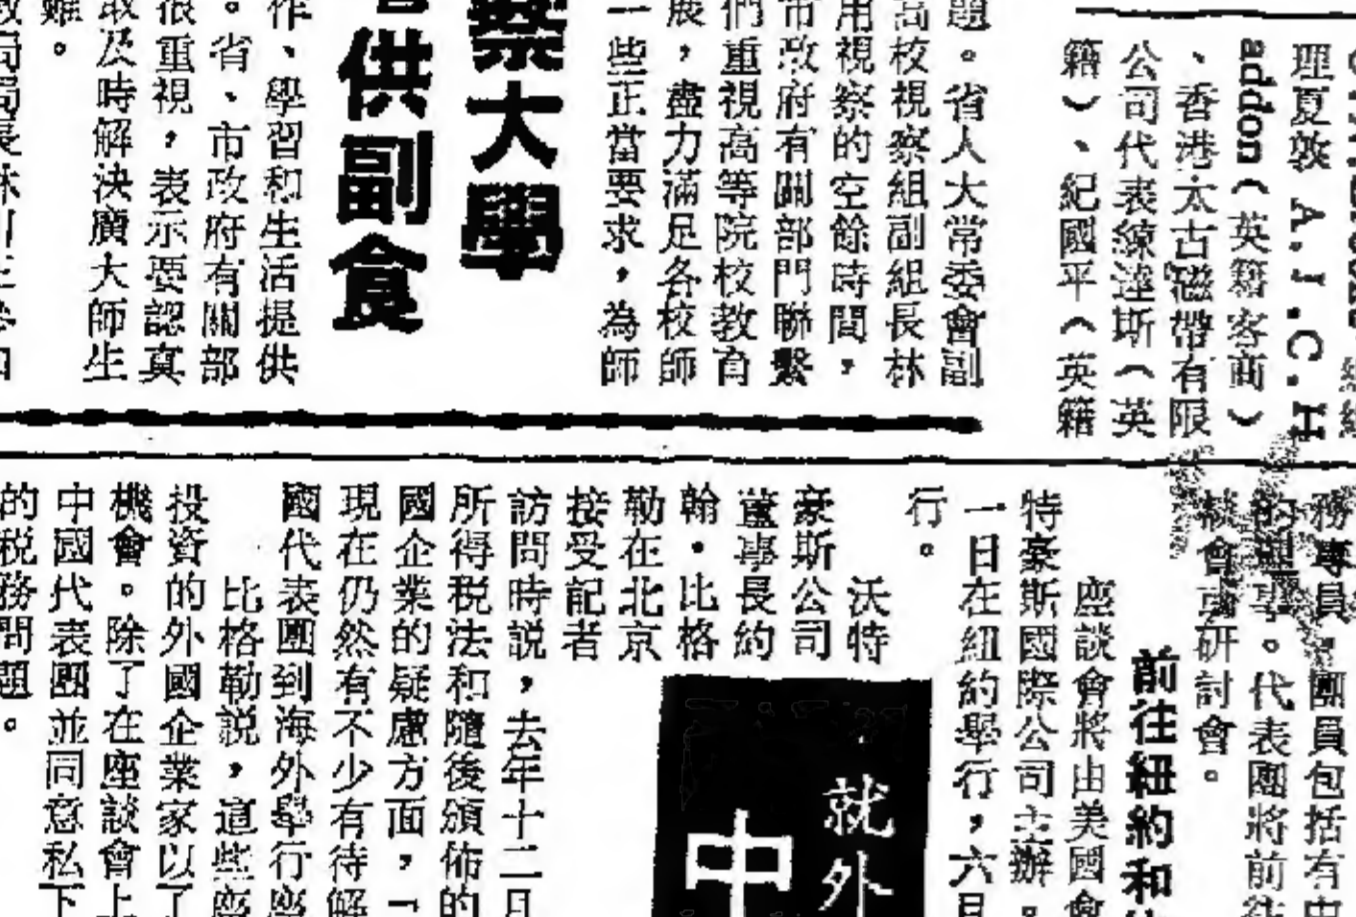 理夏敦 A.J.C.H
addon（英籍客商）
、香港太古磁帶有限
公司代表練達斯（英
籍）、紀國平（英籍
題。省人大常委會副
高校視察組副組長林
用視察的空餘時間，
市政府有關部門聯繫
們重視高等院校教育
展，盡力滿足各校師
一些正當要求，為師
察大學
供副食
作、學習和生活提供
。省、市政府有關部
很重視，表示要認真
取及時解決廣大師生
難。
務專員，團員包括有中
的理事。代表團將前往
會或研討會。
前往紐約和
座談會將由美國會
特豪斯國際公司主辦。
一日在紐約舉行，六月
行。
就外
中
沃特
豪斯公司
董事長約
翰·比格
勒在北京
接受記者
訪問時説，去年十二月
所得税法和隨後頒佈的
國企業的疑慮方面，一
現在仍然有不少有待解
國代表團到海外舉行座
比格勒説，這些座
投資的外國企業家以了
機會。除了在座談會上
中國代表團並同意私下
的税務問題。